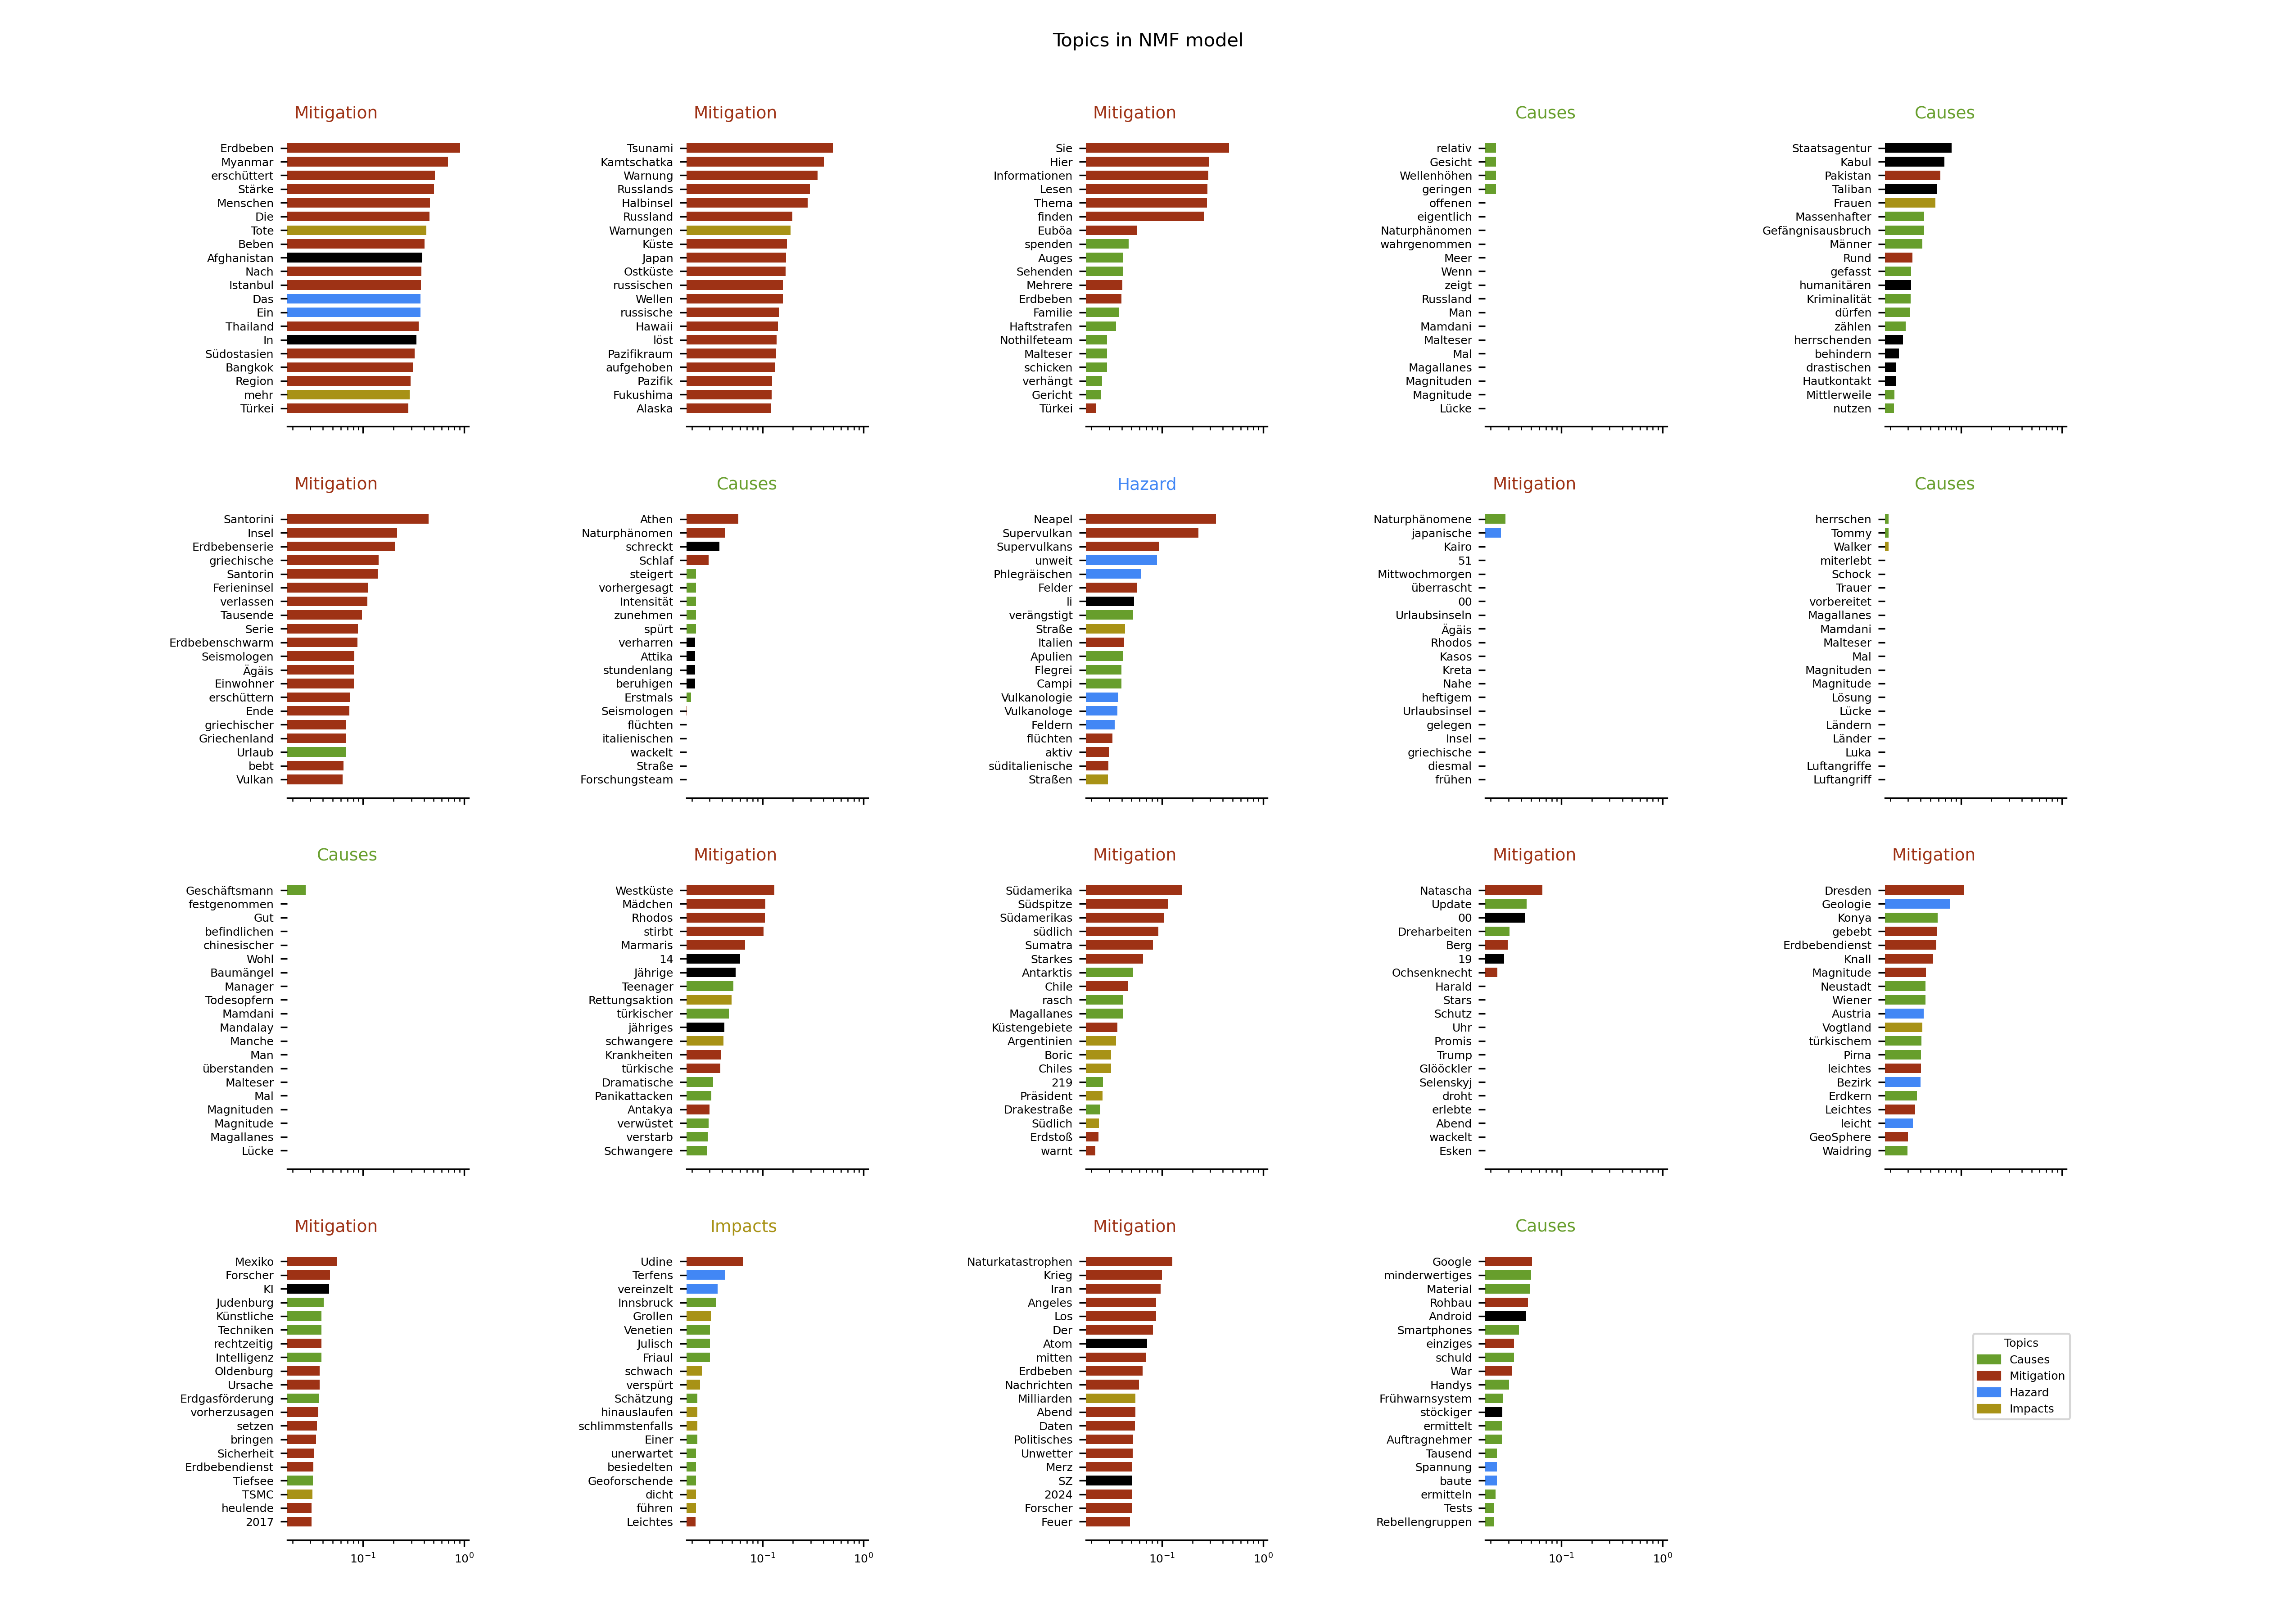 Topics in NMF model
Mitigation
Erdbeben
Myanmar
erschüttert
Stärke
Menschen
Die
Tote
Beben
Afghanistan
Nach
Istanbul
Das
Ein
Thailand
In
Südostasien
Bangkok
Region
mehr
Türkei
Mitigation
Tsunami
Kamtschatka
Warnung
Russlands
Halbinsel
Russland
Warnungen
Küste
Japan
Ostküste
russischen
Wellen
russische
Hawaii
löst
Pazifikraum
aufgehoben
Pazifik
Fukushima
Alaska
Mitigation
Sie
Hier
Informationen
Lesen
Thema
finden
Euböa
spenden
Auges
Sehenden
Mehrere
Erdbeben
Familie
Haftstrafen
Nothilfeteam
Malteser
schicken
verhängt
Gericht
Türkei
Causes
relativ
Gesicht
Wellenhöhen
geringen
offenen
eigentlich
Naturphänomen
wahrgenommen
Meer
Wenn
zeigt
Russland
Man
Mamdani
Malteser
Mal
Magallanes
Magnituden
Magnitude
Lücke
Causes
Staatsagentur
Kabul
Pakistan
Taliban
Frauen
Massenhafter
Gefängnisausbruch
Männer
Rund
gefasst
humanitären
Kriminalität
dürfen
zählen
herrschenden
behindern
drastischen
Hautkontakt
Mittlerweile
nutzen
Mitigation
Santorini
Insel
Erdbebenserie
griechische
Santorin
Ferieninsel
verlassen
Tausende
Serie
Erdbebenschwarm
Seismologen
Ägäis
Einwohner
erschüttern
Ende
griechischer
Griechenland
Urlaub
bebt
Vulkan
Causes
Athen
Naturphänomen
schreckt
Schlaf
steigert
vorhergesagt
Intensität
zunehmen
spürt
verharren
Attika
stundenlang
beruhigen
Erstmals
Seismologen
flüchten
italienischen
wackelt
Straße
Forschungsteam
Hazard
Neapel
Supervulkan
Supervulkans
unweit
Phlegräischen
Felder
li
verängstigt
Straße
Italien
Apulien
Flegrei
Campi
Vulkanologie
Vulkanologe
Feldern
flüchten
aktiv
süditalienische
Straßen
Mitigation
Naturphänomene
japanische
Kairo
51
Mittwochmorgen
überrascht
00
Urlaubsinseln
Ägäis
Rhodos
Kasos
Kreta
Nahe
heftigem
Urlaubsinsel
gelegen
Insel
griechische
diesmal
frühen
Causes
herrschen
Tommy
Walker
miterlebt
Schock
Trauer
vorbereitet
Magallanes
Mamdani
Malteser
Mal
Magnituden
Magnitude
Lösung
Lücke
Ländern
Länder
Luka
Luftangriffe
Luftangriff
Causes
Geschäftsmann
festgenommen
Gut
befindlichen
chinesischer
Wohl
Baumängel
Manager
Todesopfern
Mamdani
Mandalay
Manche
Man
überstanden
Malteser
Mal
Magnituden
Magnitude
Magallanes
Lücke
Mitigation
Westküste
Mädchen
Rhodos
stirbt
Marmaris
14
Jährige
Teenager
Rettungsaktion
türkischer
jähriges
schwangere
Krankheiten
türkische
Dramatische
Panikattacken
Antakya
verwüstet
verstarb
Schwangere
Mitigation
Südamerika
Südspitze
Südamerikas
südlich
Sumatra
Starkes
Antarktis
Chile
rasch
Magallanes
Küstengebiete
Argentinien
Boric
Chiles
219
Präsident
Drakestraße
Südlich
Erdstoß
warnt
Mitigation
Natascha
Update
00
Dreharbeiten
Berg
19
Ochsenknecht
Harald
Stars
Schutz
Uhr
Promis
Trump
Glööckler
Selenskyj
droht
erlebte
Abend
wackelt
Esken
Mitigation
Dresden
Geologie
Konya
gebebt
Erdbebendienst
Knall
Magnitude
Neustadt
Wiener
Austria
Vogtland
türkischem
Pirna
leichtes
Bezirk
Erdkern
Leichtes
leicht
GeoSphere
Waidring
Mitigation
Mexiko
Forscher
KI
Judenburg
Künstliche
Techniken
rechtzeitig
Intelligenz
Oldenburg
Ursache
Erdgasförderung
vorherzusagen
setzen
bringen
Sicherheit
Erdbebendienst
Tiefsee
TSMC
heulende
2017
10⁻¹ 10⁰
Impacts
Udine
Terfens
vereinzelt
Innsbruck
Grollen
Venetien
Julisch
Friaul
schwach
verspürt
Schätzung
hinauslaufen
schlimmstenfalls
Einer
unerwartet
besiedelten
Geoforschende
dicht
führen
Leichtes
10⁻¹ 10⁰
Mitigation
Naturkatastrophen
Krieg
Iran
Angeles
Los
Der
Atom
mitten
Erdbeben
Nachrichten
Milliarden
Abend
Daten
Politisches
Unwetter
Merz
SZ
2024
Forscher
Feuer
10⁻¹ 10⁰
Causes
Google
minderwertiges
Material
Rohbau
Android
Smartphones
einziges
schuld
War
Handys
Frühwarnsystem
stöckiger
ermittelt
Auftragnehmer
Tausend
Spannung
baute
ermitteln
Tests
Rebellengruppen
10⁻¹ 10⁰
Topics
Causes
Mitigation
Hazard
Impacts